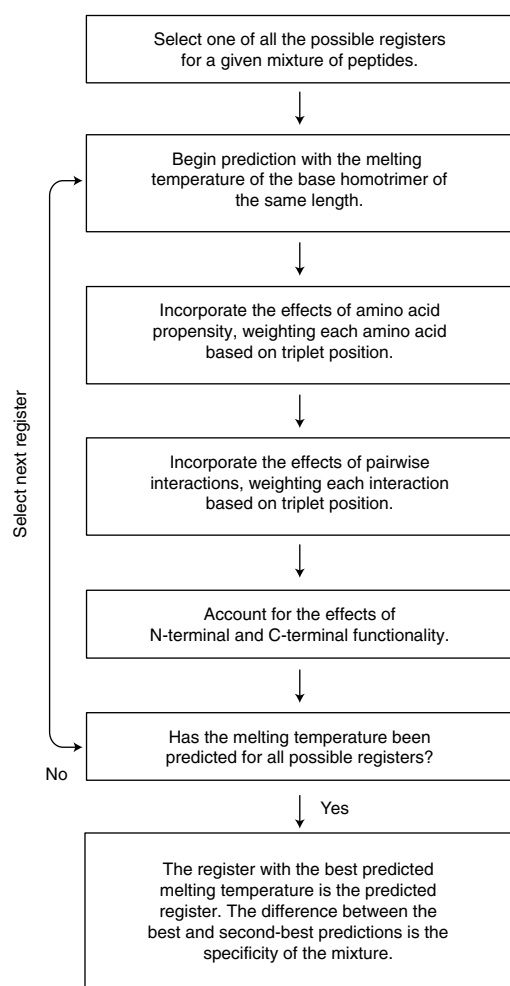 Select one of all the possible registers
for a given mixture of peptides.
Begin prediction with the melting
temperature of the base homotrimer of
the same length.
Incorporate the effects of amino acid
propensity, weighting each amino acid
based on triplet position.
Select next register
Incorporate the effects of pairwise
interactions, weighting each interaction
based on triplet position.
Account for the effects of
N-terminal and C-terminal functionality.
Has the melting temperature been
predicted for all possible registers?
No
Yes
The register with the best predicted
melting temperature is the predicted
register. The difference between the
best and second-best predictions is the
specificity of the mixture.